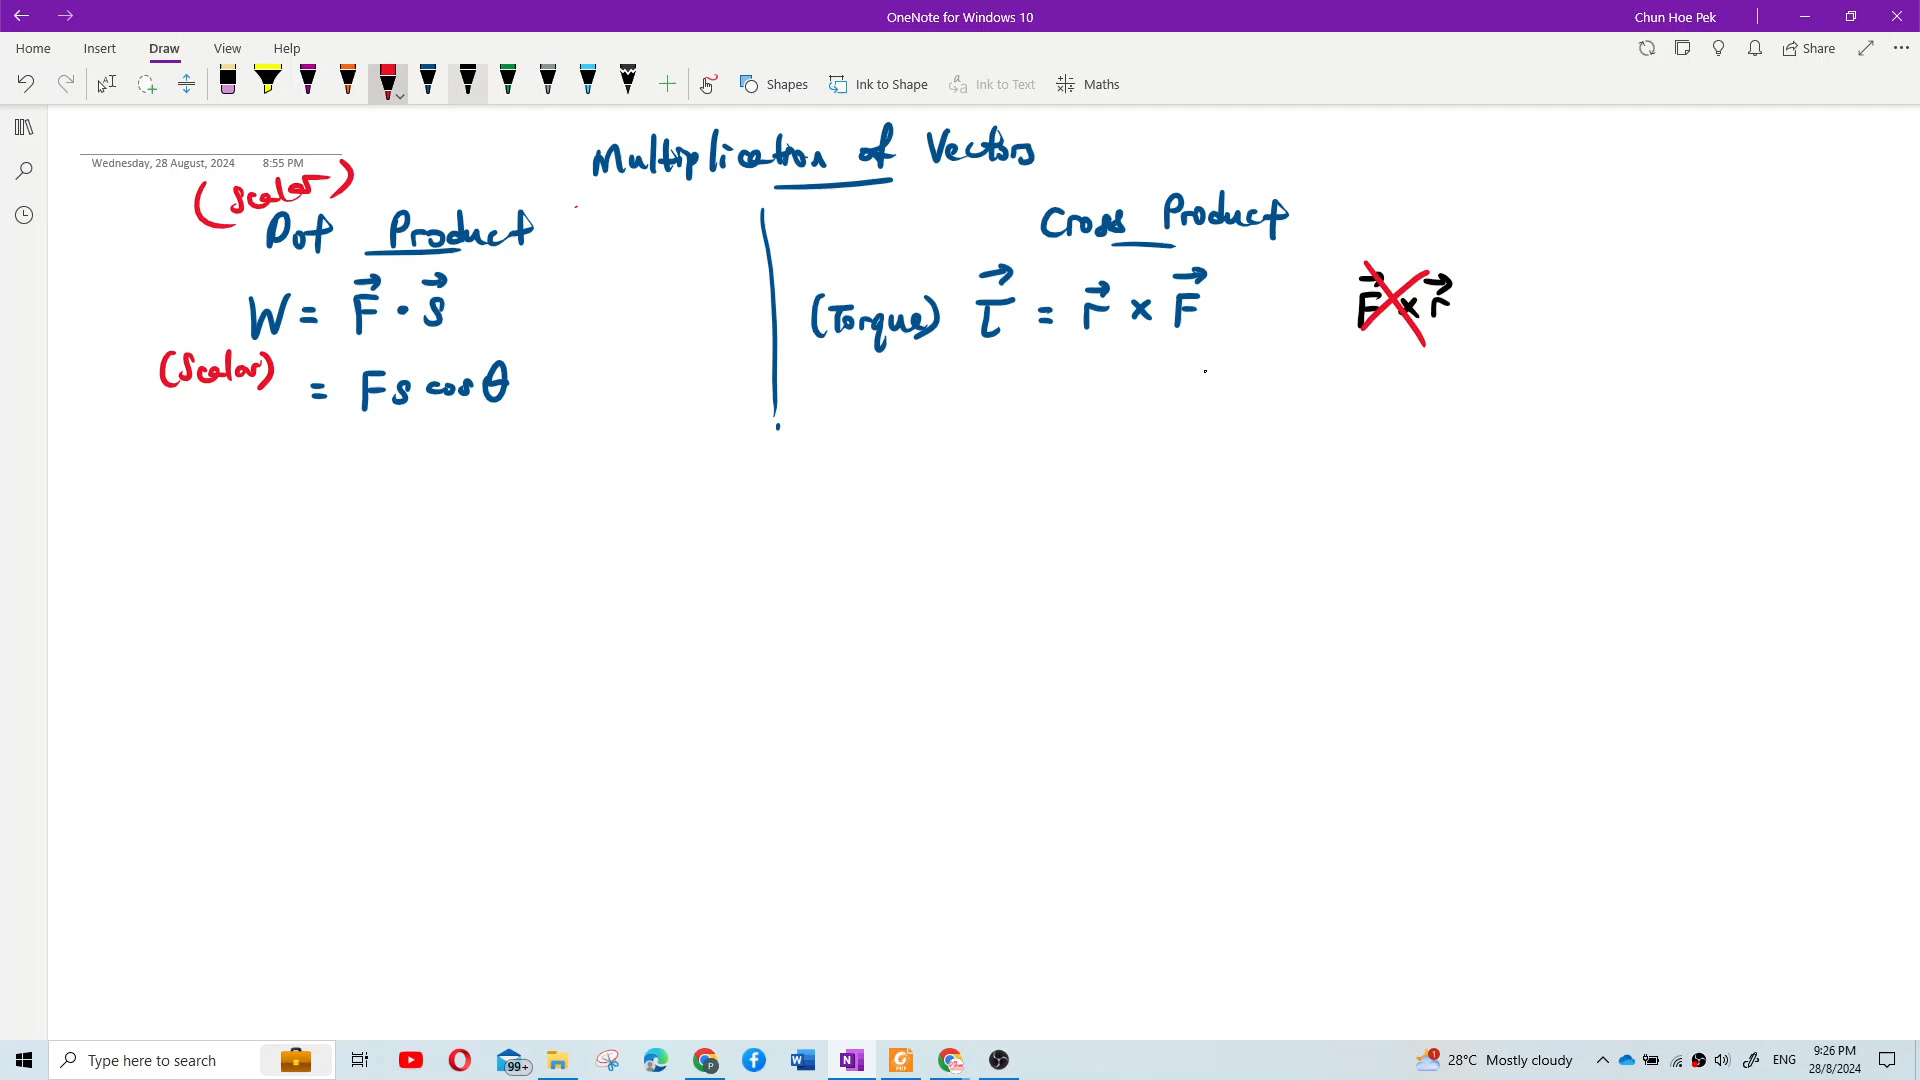 OneNote for Windows 10
Chun Hoe Pek
Home Insert Draw View Help
Share
Shapes
Ink to Shape
Ink to Text
Maths
Wednesday, 28 August, 2024 8:55 PM
Multiplication of Vectors
(Scalar)
Dot Product
W = F⃗ · s⃗
(Scalar)
= Fs cos θ
Cross Product
(Torque) τ⃗ = r⃗ × F⃗
F⃗ × r⃗
Type here to search
99+
28°C Mostly cloudy
ENG
9:26 PM
28/8/2024